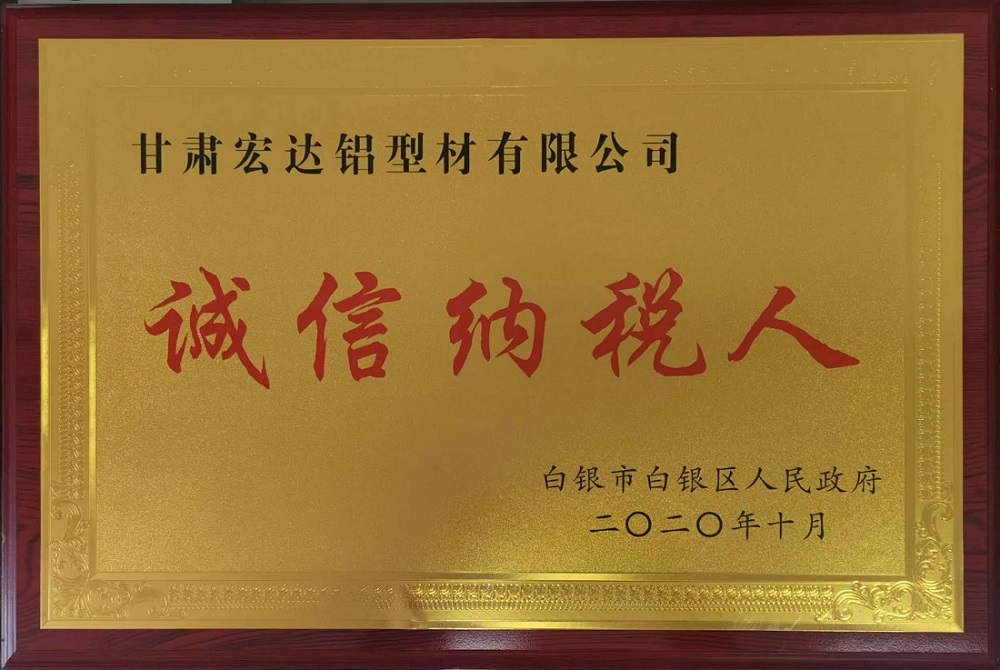 甘肃宏达铝型材有限公司
诚信纳税人
白银市白银区人民政府
二〇二〇年十月